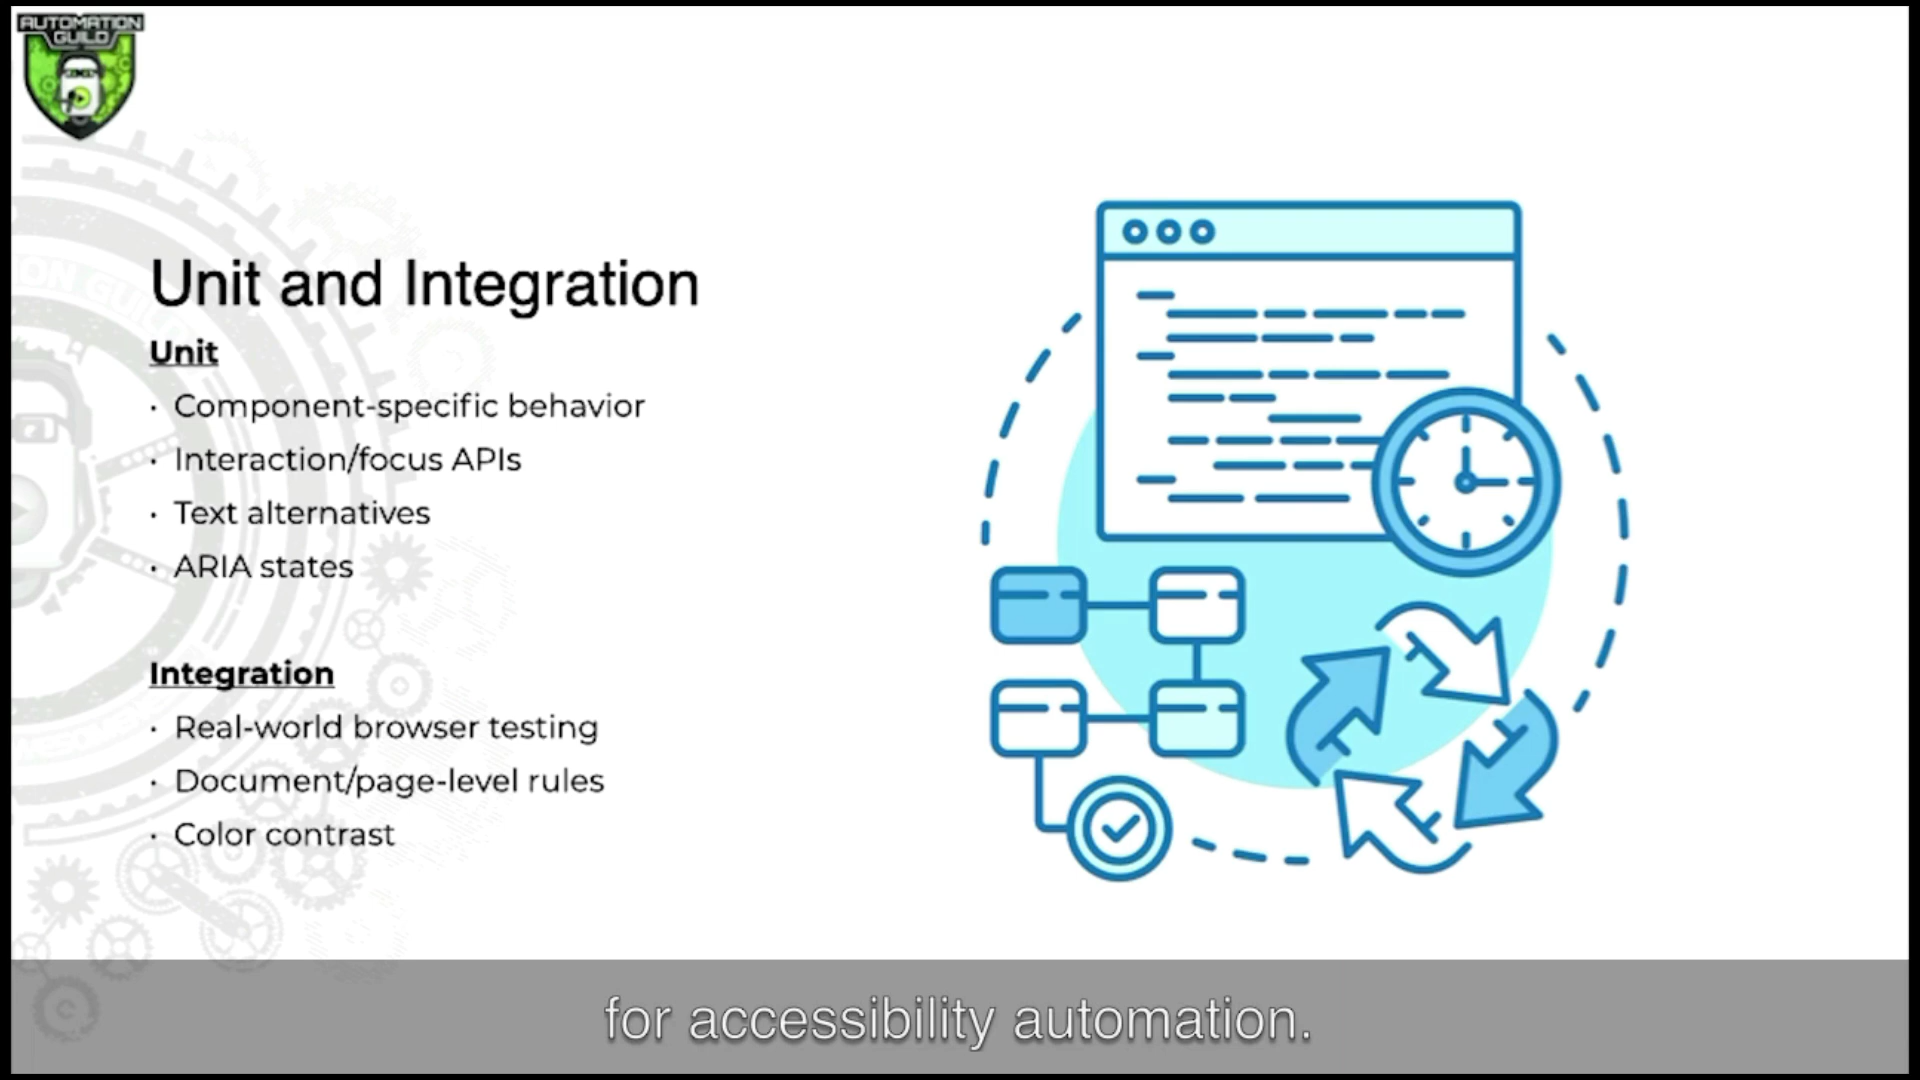 AUTOMATION
GUILD
Unit and Integration
Unit
· Component-specific behavior
· Interaction/focus APIs
· Text alternatives
· ARIA states
Integration
· Real-world browser testing
· Document/page-level rules
· Color contrast
for accessibility automation.